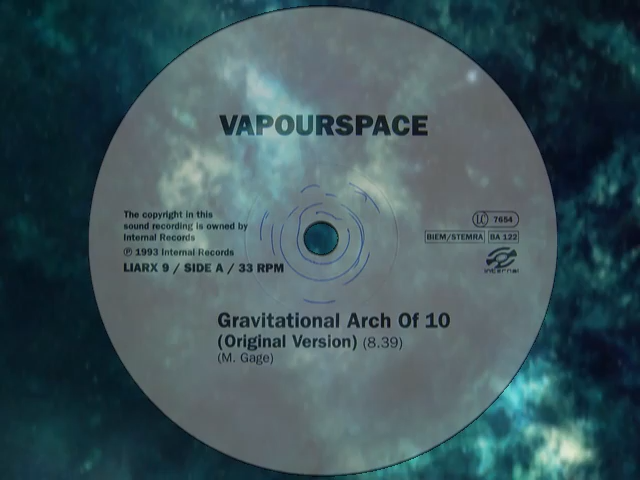 VAPOURSPACE
The copyright in this
sound recording is owned by
Internal Records
℗ 1993 Internal Records
LIARX 9 / SIDE A / 33 RPM
LC 7654
BIEM/STEMRA BA 122
internal
Gravitational Arch Of 10
(Original Version) (8.39)
(M. Gage)